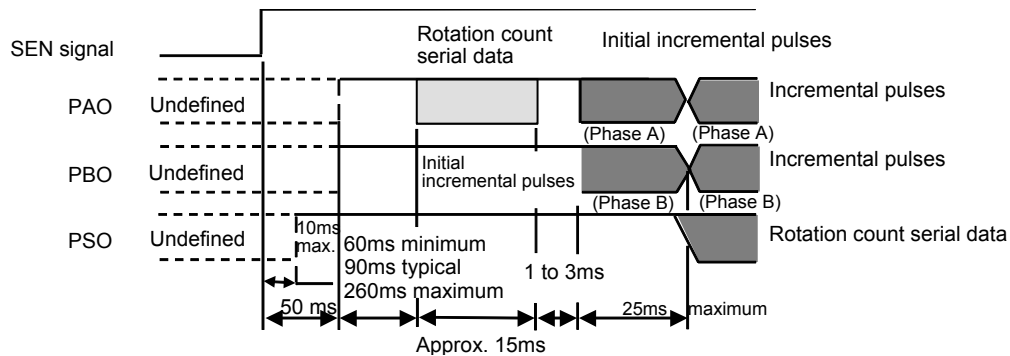 SEN signal
Rotation count
serial data
Initial incremental pulses
PAO
Undefined
Incremental pulses
(Phase A)
(Phase A)
PBO
Undefined
Initial
incremental pulses
Incremental pulses
(Phase B)
(Phase B)
PSO
Undefined
10ms
max.
Rotation count serial data
60ms minimum
90ms typical
260ms maximum
1 to 3ms
50 ms
25ms maximum
Approx. 15ms